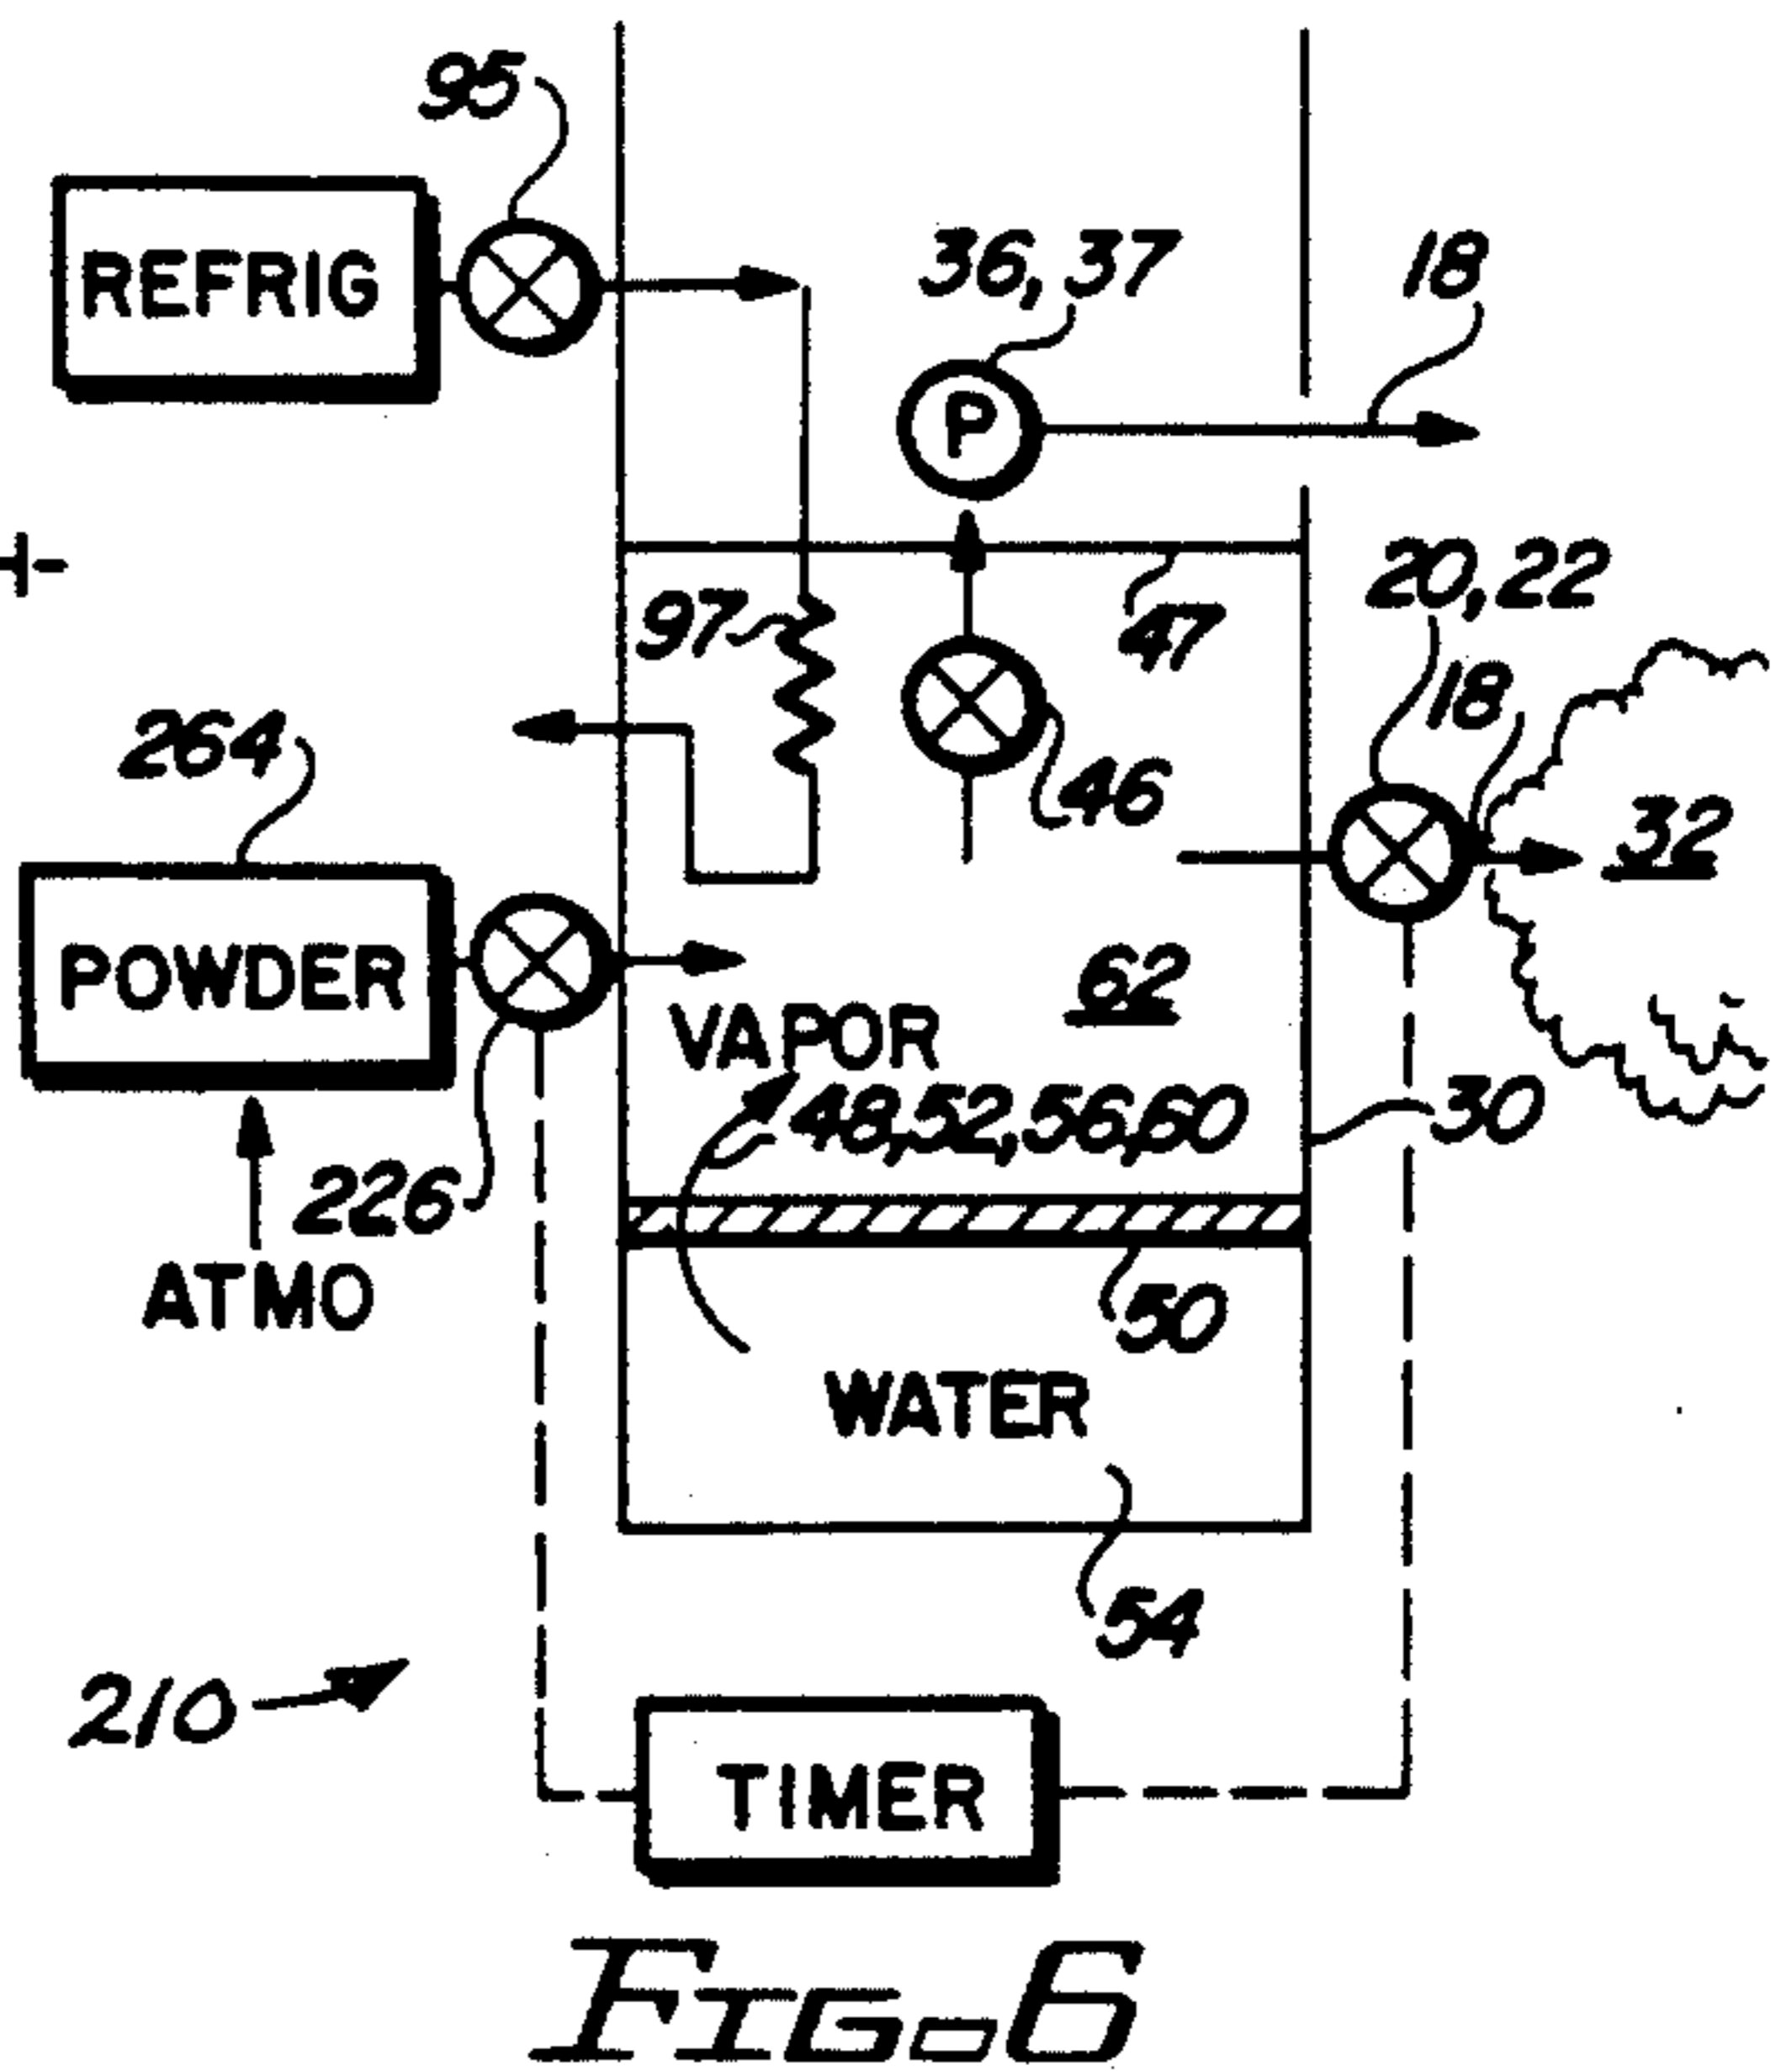 95
REFRIG
36, 37
18
20, 22
97
47
18
264
46
32
POWDER
62
VAPOR
48, 52, 56, 60
30
226
ATMO
50
WATER
54
210
TIMER
FIG-6